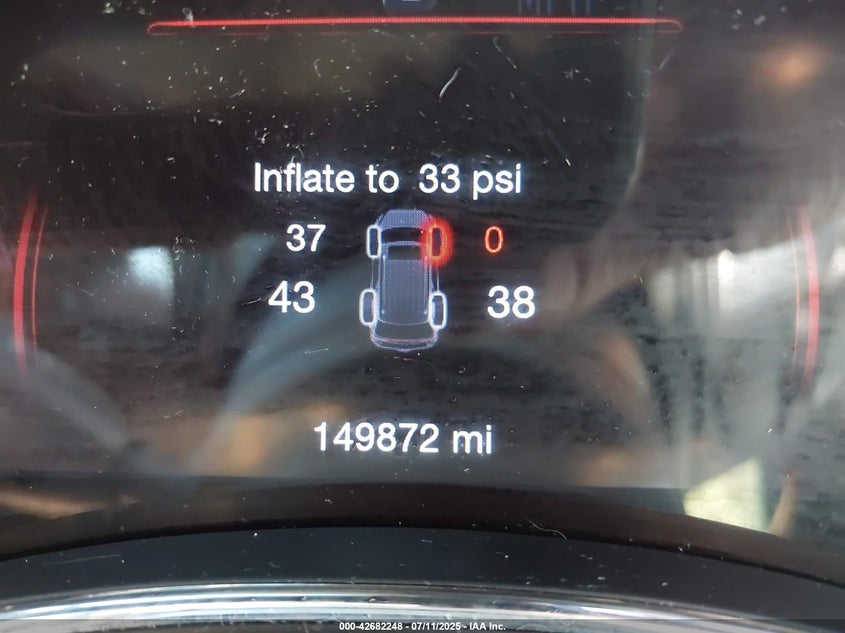 Inflate to 33 psi
37 0
43 38
149872 mi
000-42682248 - 07/11/2025 - IAA Inc.